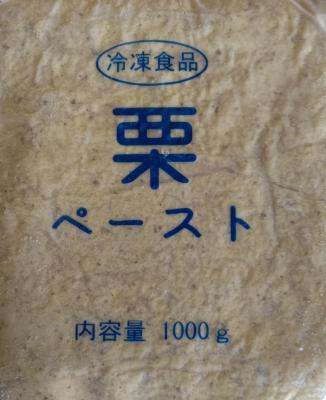 冷凍食品
栗
ペースト
内容量 1000g